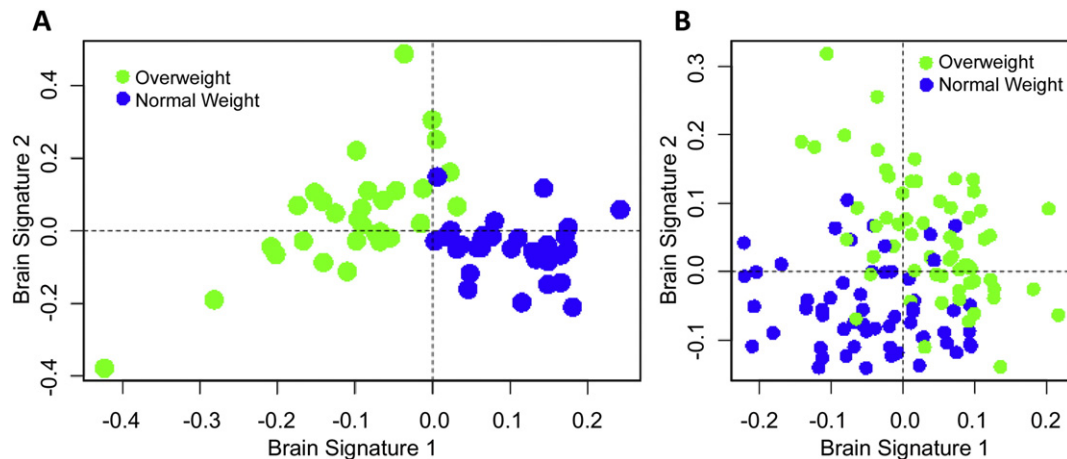 A
Overweight
Normal Weight
Brain Signature 2
0.4
0.2
0.0
-0.2
-0.4
-0.4 -0.3 -0.2 -0.1 0.0 0.1 0.2
Brain Signature 1
B
Overweight
Normal Weight
Brain Signature 2
0.3
0.2
0.1
0.0
-0.1
-0.2 -0.1 0.0 0.1 0.2
Brain Signature 1